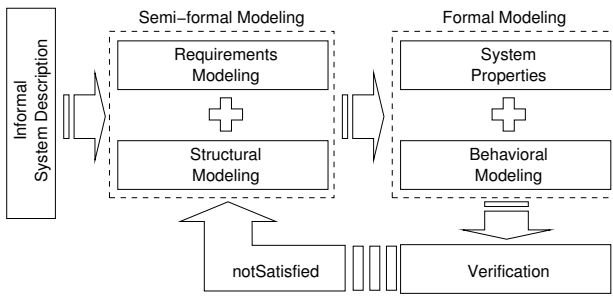 Semi-formal Modeling
Formal Modeling
Informal
System Description
Requirements
Modeling
Structural
Modeling
System
Properties
Behavioral
Modeling
notSatisfied
Verification